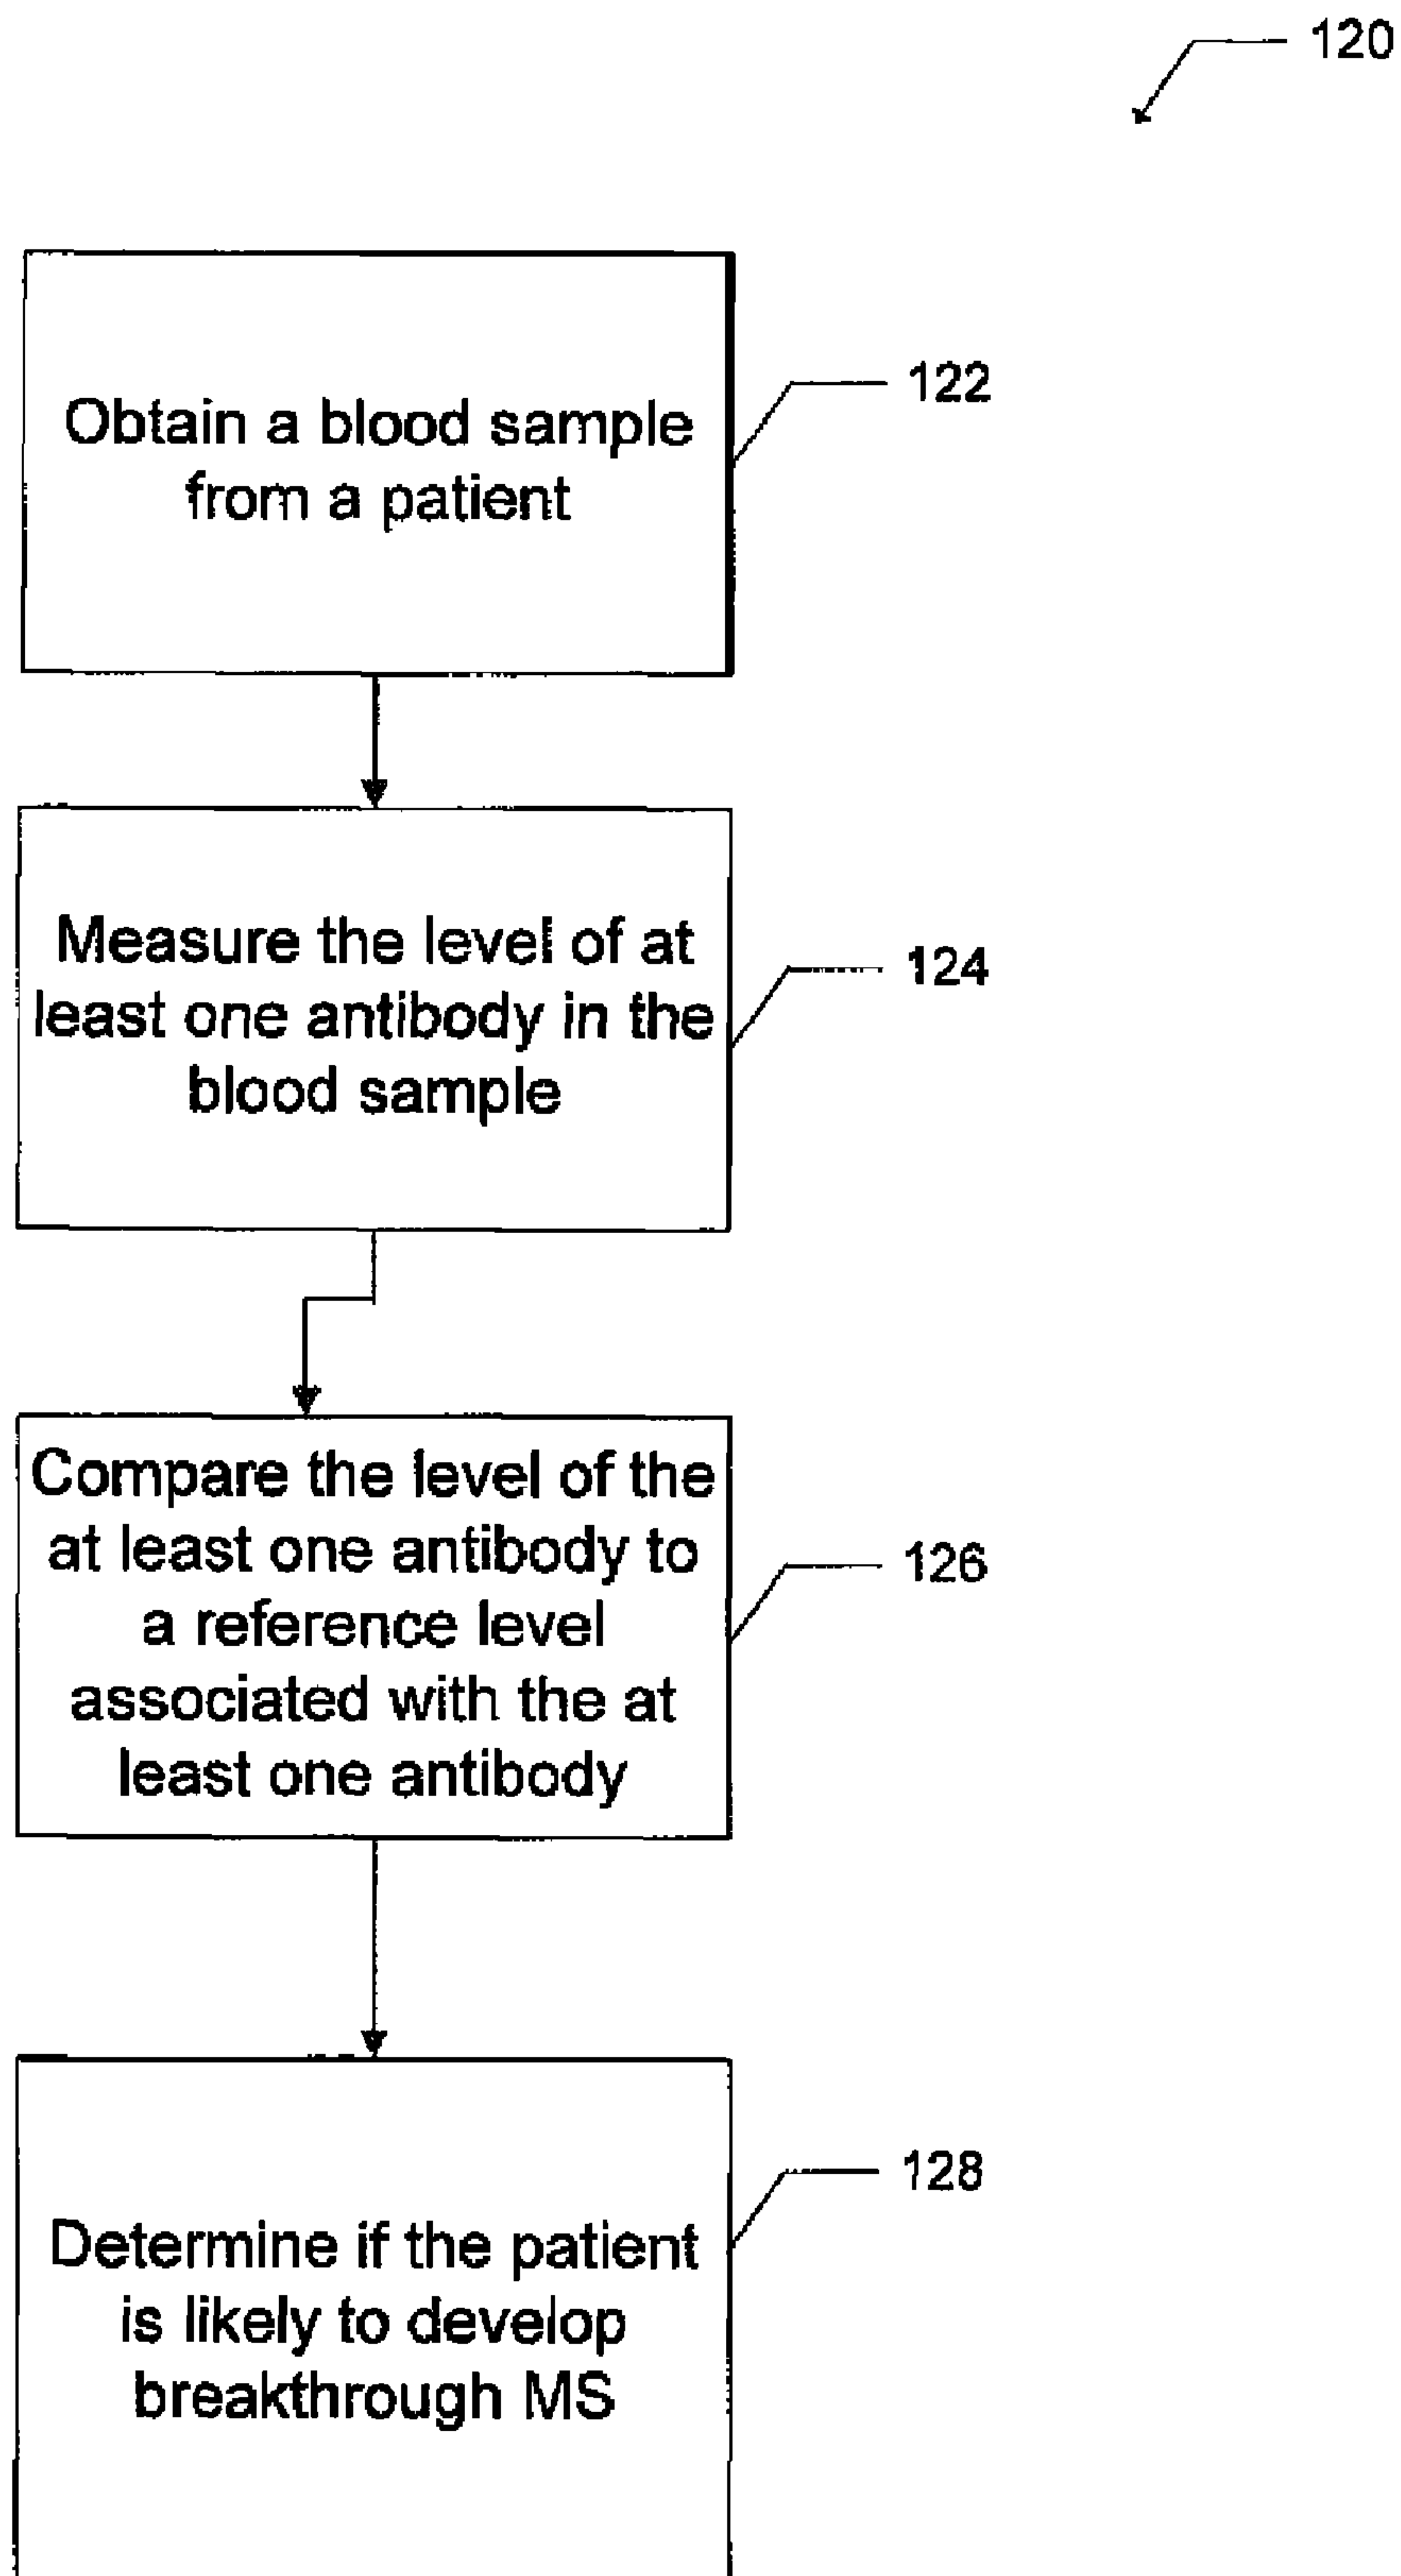 120
Obtain a blood sample
from a patient
122
Measure the level of at
least one antibody in the
blood sample
124
Compare the level of the
at least one antibody to
a reference level
associated with the at
least one antibody
126
Determine if the patient
is likely to develop
breakthrough MS
128